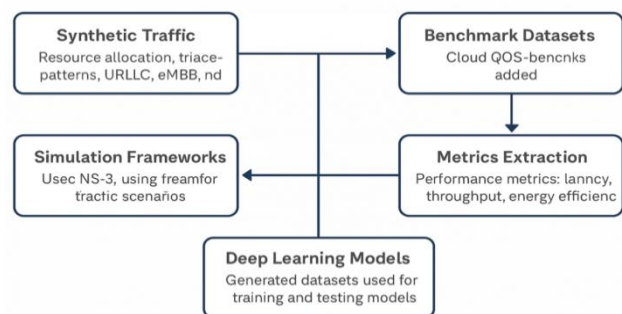 Synthetic Traffic
Resource allocation, triace-
patterns, URLLC, eMBB, nd
Benchmark Datasets
Cloud QOS-bencnks
added
Simulation Frameworks
Usec NS-3, using freamfor
tractic scenarios
Metrics Extraction
Performance metrics: lanncy,
throughput, energy efficienc
Deep Learning Models
Generated datasets used for
training and testing models